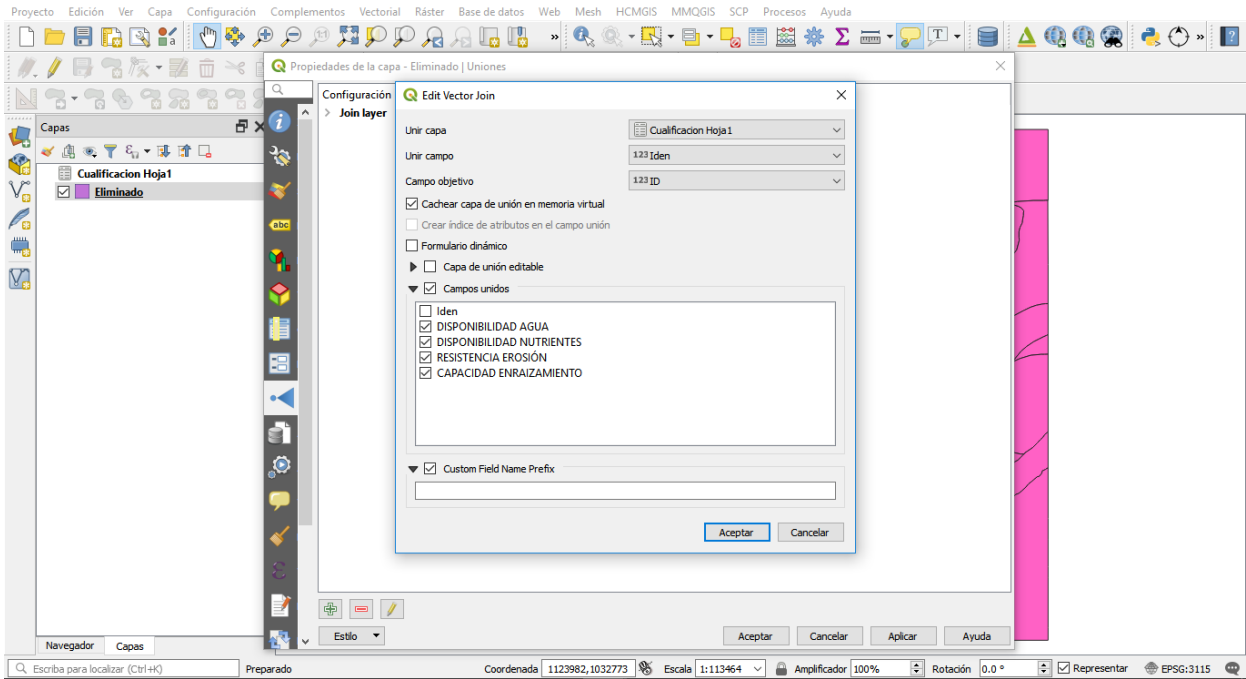 Proyecto Edición Ver Capa Configuración Complementos Vectorial Ráster Base de datos Web Mesh HCMGIS MMQGIS SCP Procesos Ayuda
Propiedades de la capa - Eliminado | Uniones
Configuración
Join layer
Capas
Cualificacion Hoja1
Eliminado
abc
Edit Vector Join
Unir capa Cualificacion Hoja1
Unir campo 123 Iden
Campo objetivo 123 ID
Cachear capa de unión en memoria virtual
Crear índice de atributos en el campo unión
Formulario dinámico
Capa de unión editable
Campos unidos
Iden
DISPONIBILIDAD AGUA
DISPONIBILIDAD NUTRIENTES
RESISTENCIA EROSIÓN
CAPACIDAD ENRAIZAMIENTO
Custom Field Name Prefix
Aceptar Cancelar
Estilo Aceptar Cancelar Aplicar Ayuda
Navegador Capas
Escriba para localizar (Ctrl+K) Preparado Coordenada 1123982,1032773 Escala 1:113464 Amplificador 100% Rotación 0.0 ° Representar EPSG:3115